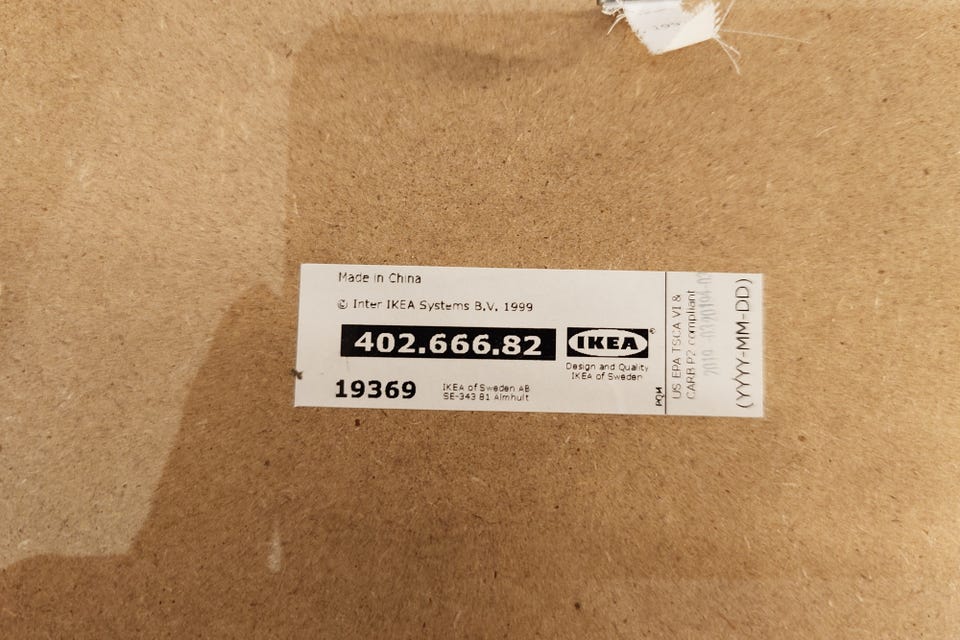 Made in China
© Inter IKEA Systems B.V. 1999
402.666.82
IKEA
®
Design and Quality
IKEA of Sweden
19369
IKEA of Sweden AB
SE-343 81 Älmhult
PQM
US EPA TSCA VI &
CARB P2 compliant
(YYYY-MM-DD)